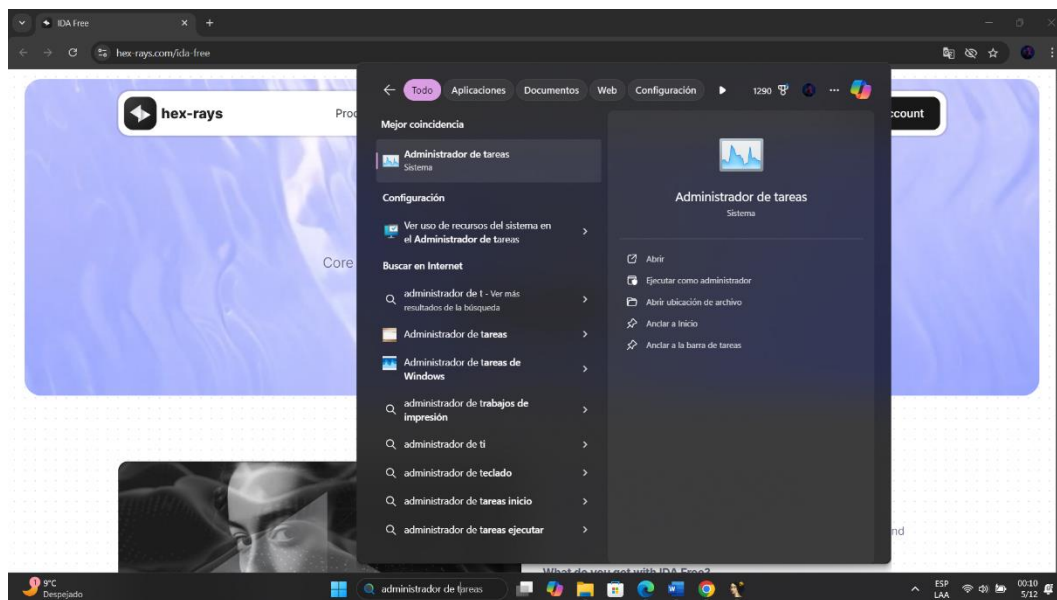 IDA Free
hex-rays.com/ida-free
hex-rays
Proc
ccount
Core
Todo Aplicaciones Documentos Web Configuración 1290
Mejor coincidencia
Administrador de tareas
Sistema
Configuración
Ver uso de recursos del sistema en
el Administrador de tareas
Buscar en Internet
administrador de t - Ver más
resultados de la búsqueda
Administrador de tareas
Administrador de tareas de
Windows
administrador de trabajos de
impresión
administrador de ti
administrador de teclado
administrador de tareas inicio
administrador de tareas ejecutar
Administrador de tareas
Sistema
Abrir
Ejecutar como administrador
Abrir ubicación de archivo
Anclar a Inicio
Anclar a la barra de tareas
nd
What do you get with IDA Free?
1
9°C
Despejado
administrador de tareas
ESP
LAA
00:10
5/12